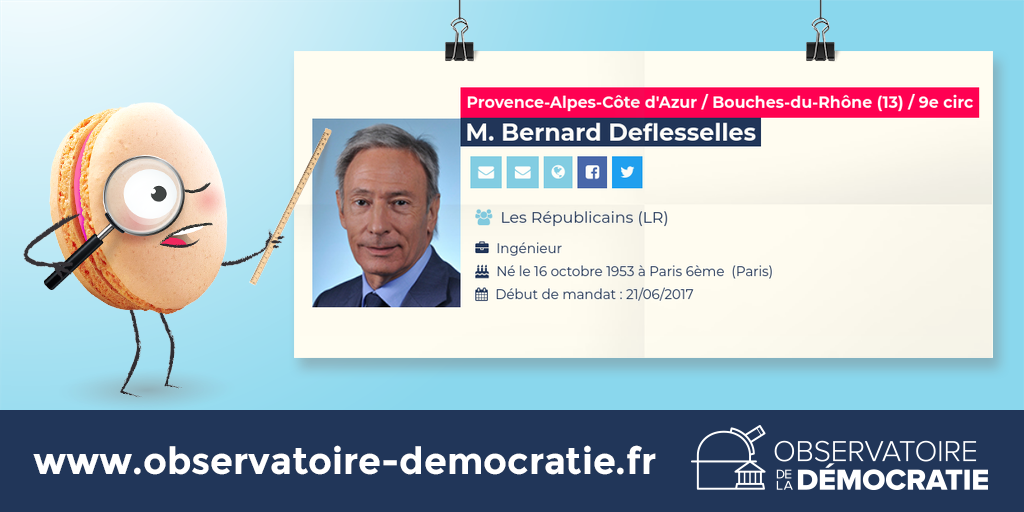 Provence-Alpes-Côte d'Azur / Bouches-du-Rhône (13) / 9e circ
M. Bernard Deflesselles
Les Républicains (LR)
Ingénieur
Né le 16 octobre 1953 à Paris 6ème (Paris)
Début de mandat : 21/06/2017
www.observatoire-democratie.fr
OBSERVATOIRE
DE LA DÉMOCRATIE